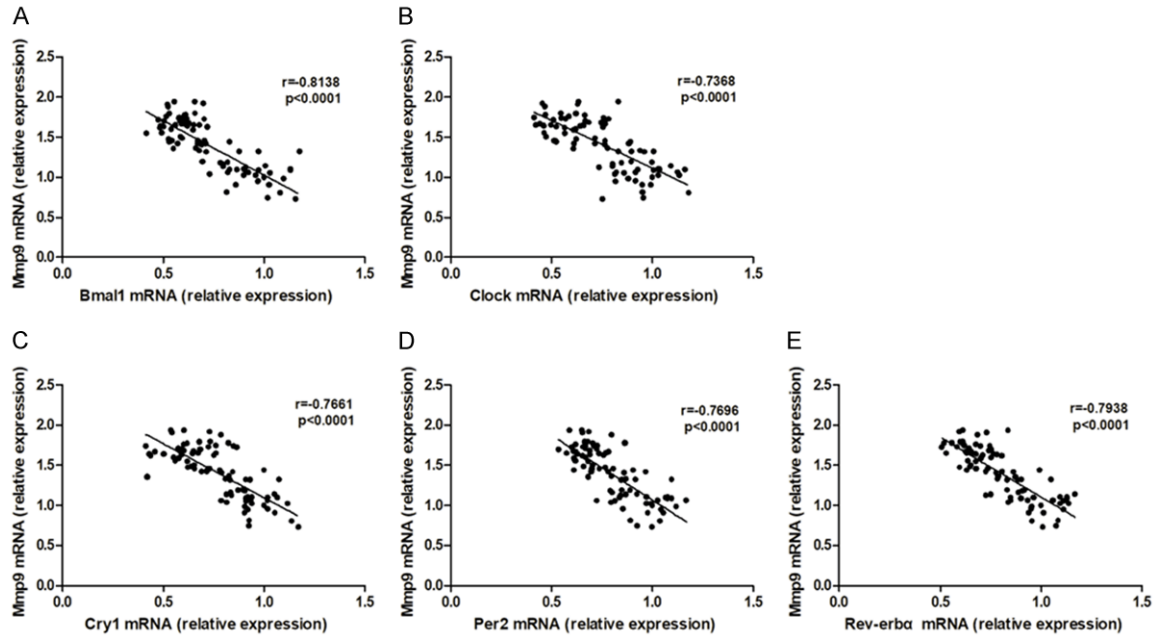 A
Mmp9 mRNA (relative expression)
2.5
2.0
1.5
1.0
0.5
0.0
0.0 0.5 1.0 1.5
r=-0.8138
p<0.0001
Bmal1 mRNA (relative expression)
B
Mmp9 mRNA (relative expression)
2.5
2.0
1.5
1.0
0.5
0.0
0.0 0.5 1.0 1.5
r=-0.7368
p<0.0001
Clock mRNA (relative expression)
C
Mmp9 mRNA (relative expression)
2.5
2.0
1.5
1.0
0.5
0.0
0.0 0.5 1.0 1.5
r=-0.7661
p<0.0001
Cry1 mRNA (relative expression)
D
Mmp9 mRNA (relative expression)
2.5
2.0
1.5
1.0
0.5
0.0
0.0 0.5 1.0 1.5
r=-0.7696
p<0.0001
Per2 mRNA (relative expression)
E
Mmp9 mRNA (relative expression)
2.5
2.0
1.5
1.0
0.5
0.0
0.0 0.5 1.0 1.5
r=-0.7938
p<0.0001
Rev-erbα mRNA (relative expression)